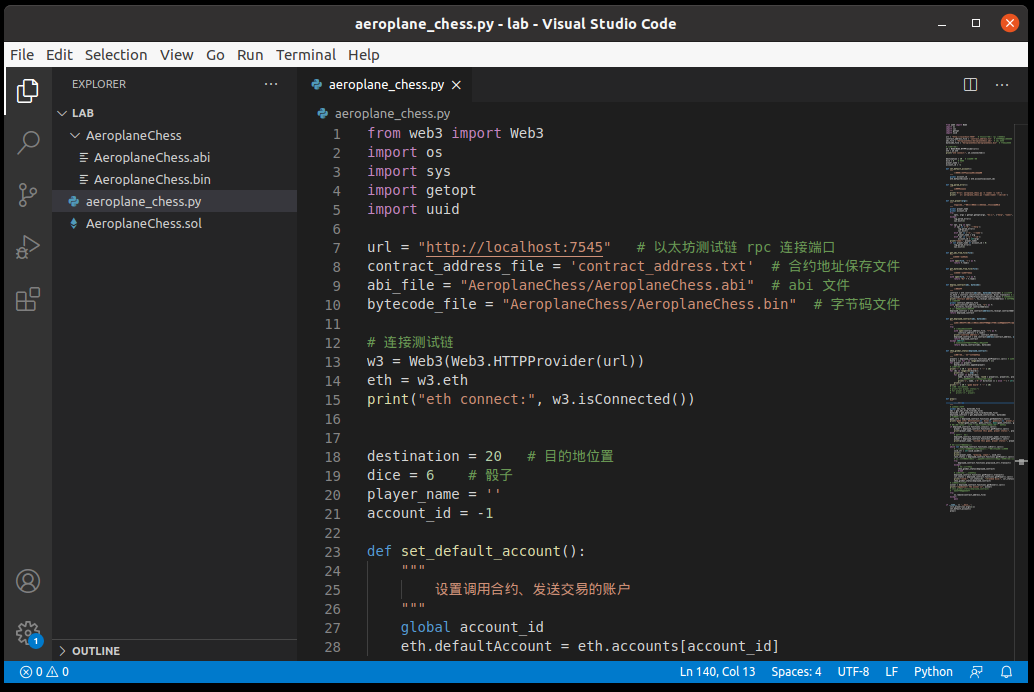 aeroplane_chess.py - lab - Visual Studio Code
File Edit Selection View Go Run Terminal Help
EXPLORER
LAB
AeroplaneChess
AeroplaneChess.abi
AeroplaneChess.bin
aeroplane_chess.py
AeroplaneChess.sol
OUTLINE
1
aeroplane_chess.py
aeroplane_chess.py
1 from web3 import Web3
2 import os
3 import sys
4 import getopt
5 import uuid
6
7 url = "http://localhost:7545" # 以太坊测试链 rpc 连接端口
8 contract_address_file = 'contract_address.txt' # 合约地址保存文件
9 abi_file = "AeroplaneChess/AeroplaneChess.abi" # abi 文件
10 bytecode_file = "AeroplaneChess/AeroplaneChess.bin" # 字节码文件
11
12 # 连接测试链
13 w3 = Web3(Web3.HTTPProvider(url))
14 eth = w3.eth
15 print("eth connect:", w3.isConnected())
16
17
18 destination = 20 # 目的地位置
19 dice = 6 # 骰子
20 player_name = ''
21 account_id = -1
22
23 def set_default_account():
24 """
25 设置调用合约、发送交易的账户
26 """
27 global account_id
28 eth.defaultAccount = eth.accounts[account_id]
0 0 Ln 140, Col 13 Spaces: 4 UTF-8 LF Python